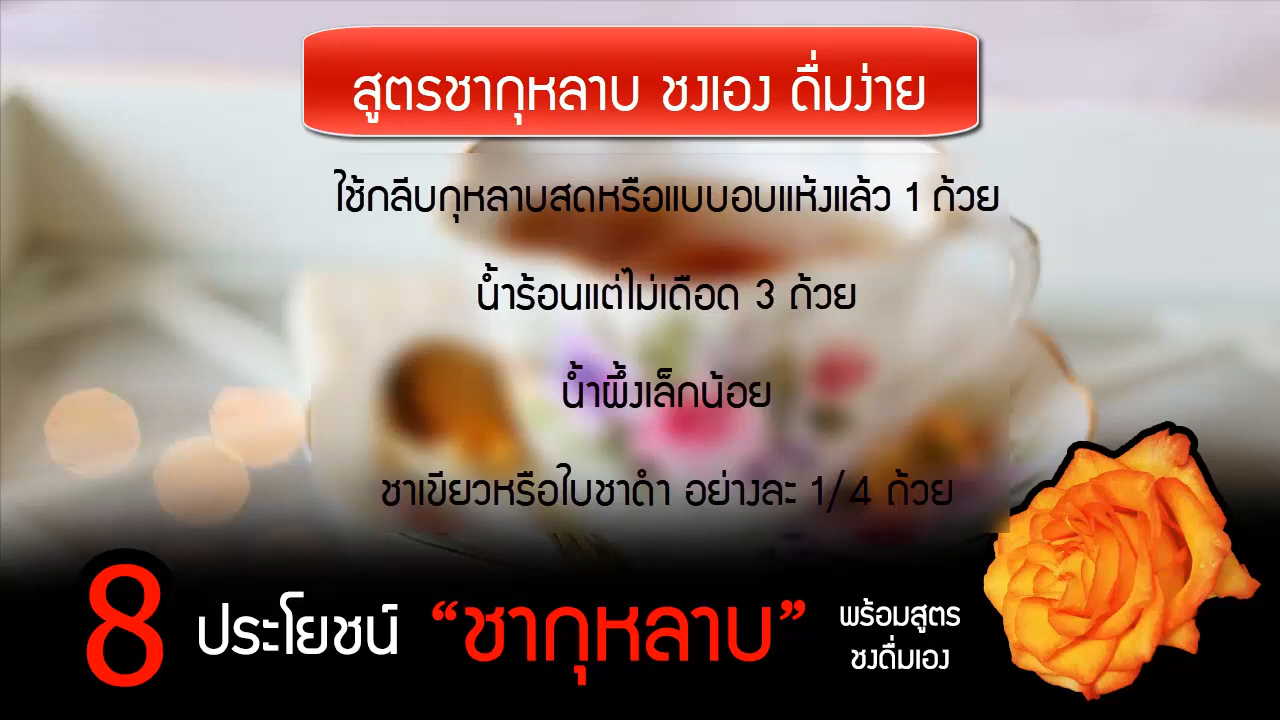 สูตรชากุหลาบ ชงเอง ดื่มง่าย
ใช้กลีบกุหลาบสดหรือแบบอบแห้งแล้ว 1 ถ้วย
น้ำร้อนแต่ไม่เดือด 3 ถ้วย
น้ำผึ้งเล็กน้อย
ชาเขียวหรือใบชาดำ อย่างละ 1/4 ถ้วย
8 ประโยชน์ “ชากุหลาบ” พร้อมสูตร
ชงดื่มเอง